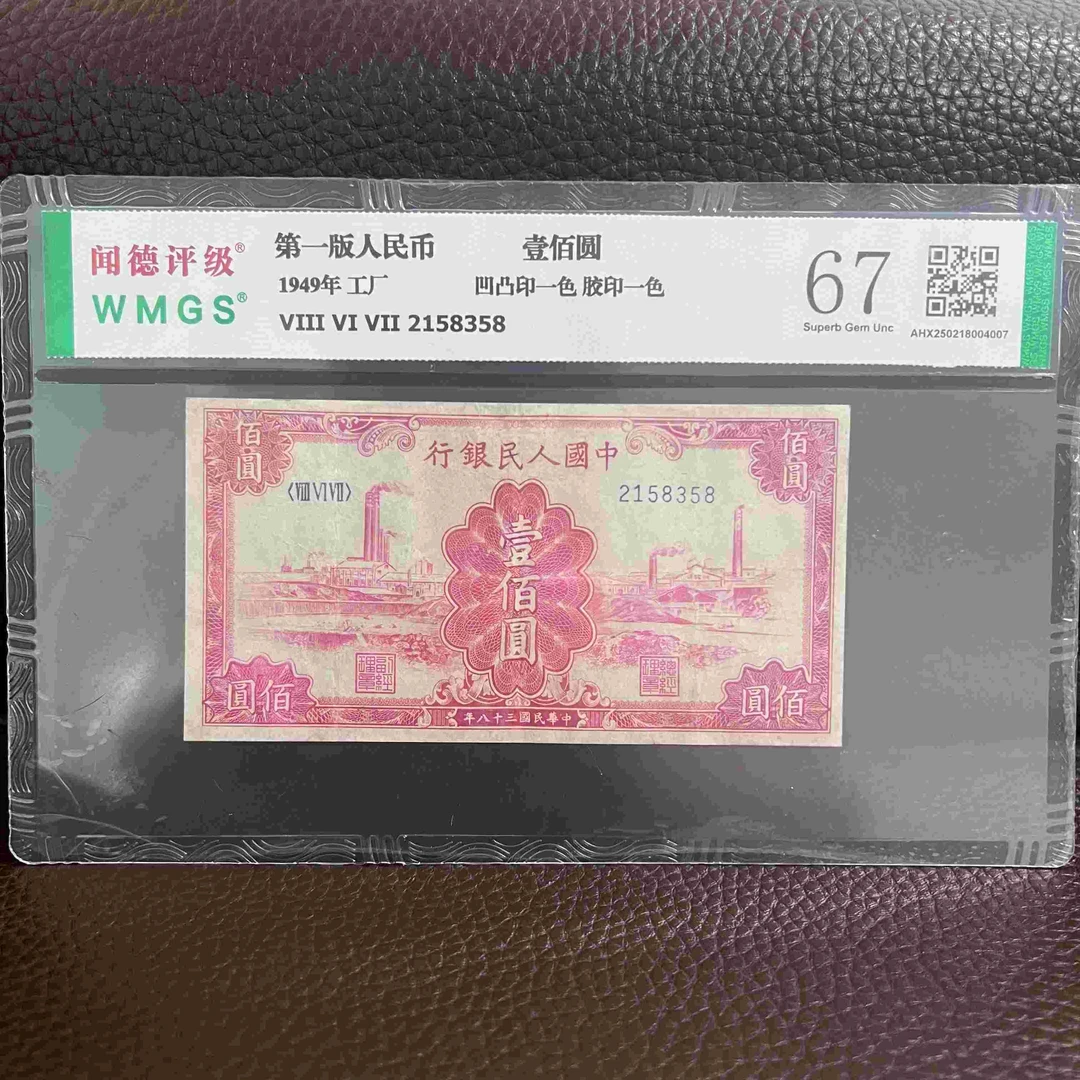 闻德评级®
WMGS®
第一版人民币 壹佰圆
1949年 工厂 凹凸印一色 胶印一色
VIII VI VII 2158358
67
Superb Gem Unc
AHX250218004007
佰圓
行銀民人國中
佰圓
〈VIII VI VII〉
2158358
壹佰圓
圓佰
圓佰
年八十三國民華中